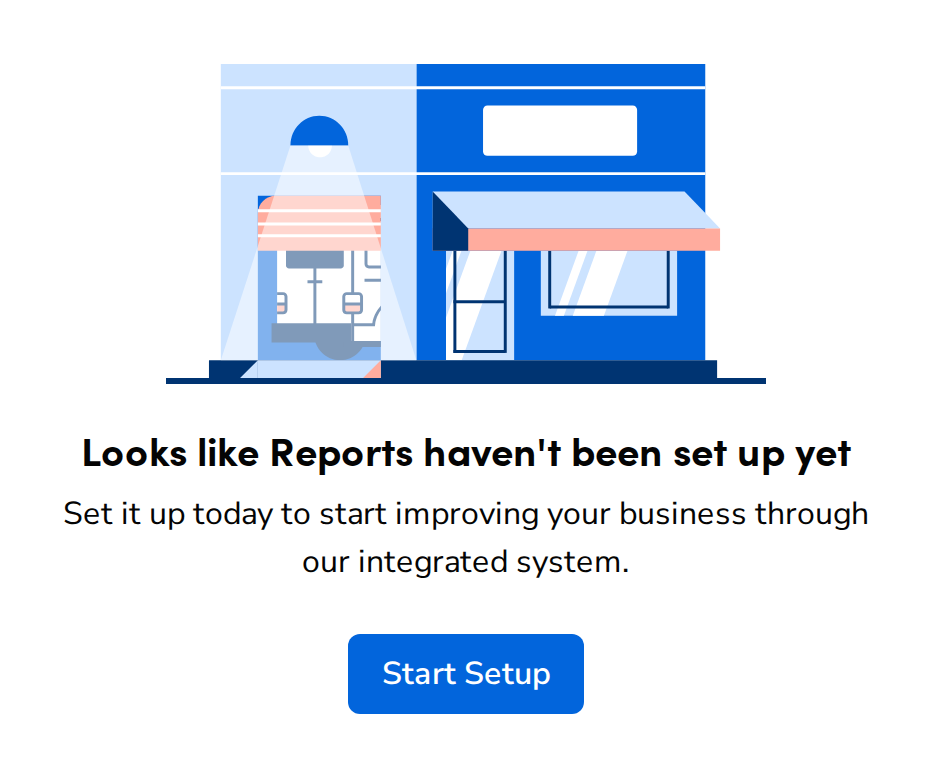 Looks like Reports haven't been set up yet
Set it up today to start improving your business through
our integrated system.
Start Setup